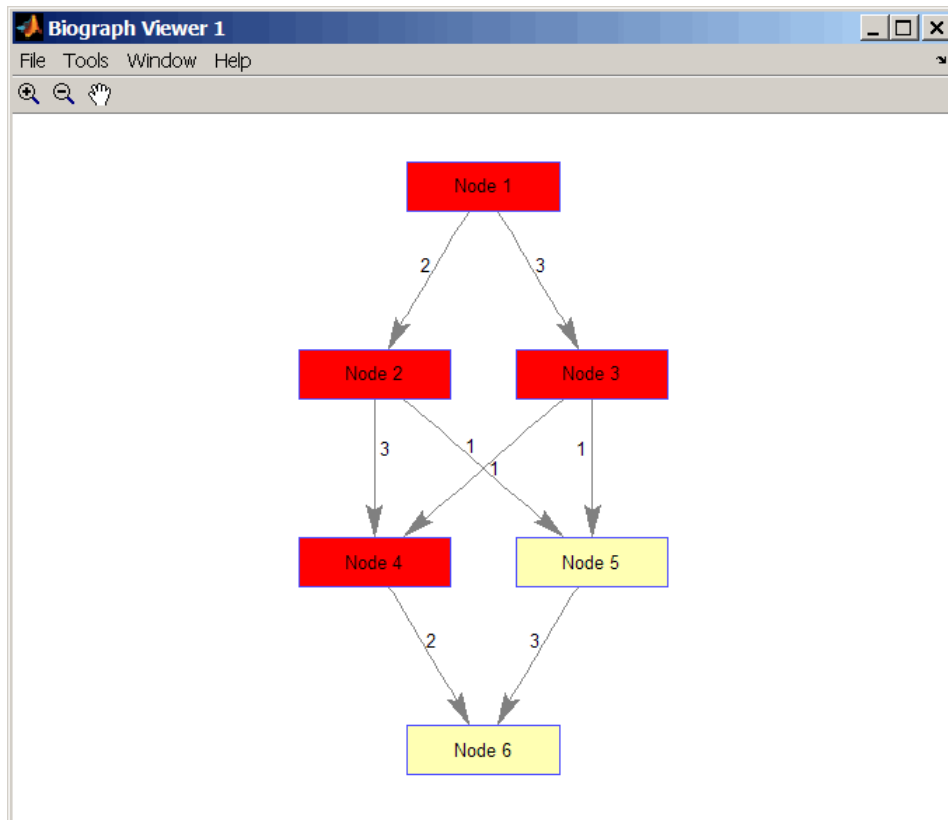 Biograph Viewer 1
File Tools Window Help
Node 1
2 3
Node 2 Node 3
3 1 1 1
Node 4 Node 5
2 3
Node 6